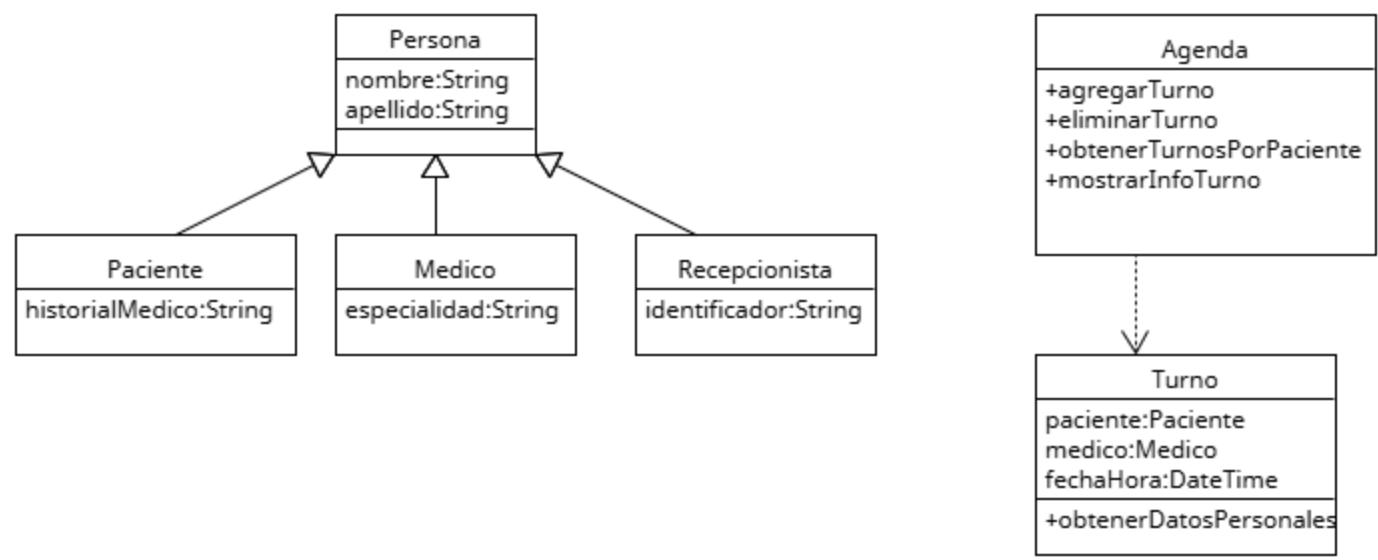 Persona
nombre:String
apellido:String
Paciente
historialMedico:String
Medico
especialidad:String
Recepcionista
identificador:String
Agenda
+agregarTurno
+eliminarTurno
+obtenerTurnosPorPaciente
+mostrarInfoTurno
Turno
paciente:Paciente
medico:Medico
fechaHora:DateTime
+obtenerDatosPersonales